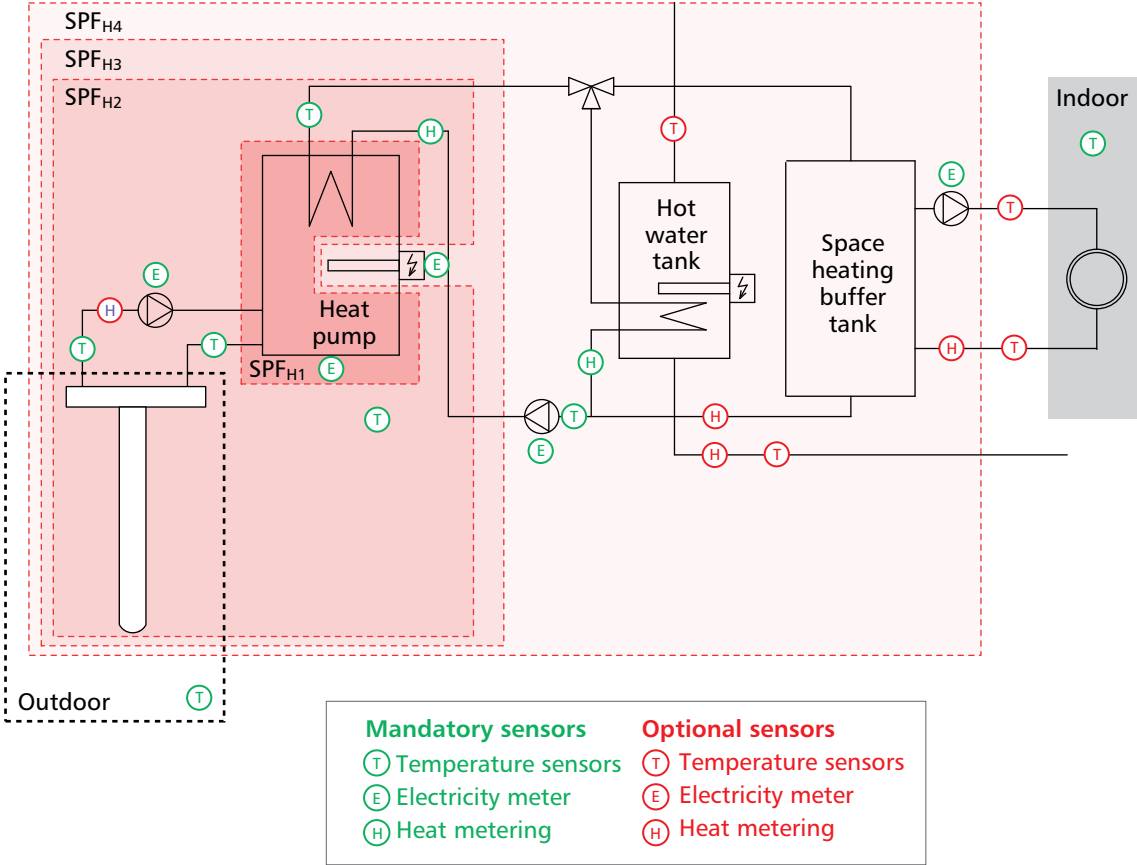 SPFH4
SPFH3
SPFH2
T
H
T
Indoor
T
E
T
Hot
water
tank
Space
heating
buffer
tank
E
E
H
T
T
Heat
pump
SPFH1
E
H
H
T
T
T
H
E
H
T
Outdoor
T
Mandatory sensors
T Temperature sensors
E Electricity meter
H Heat metering
Optional sensors
T Temperature sensors
E Electricity meter
H Heat metering